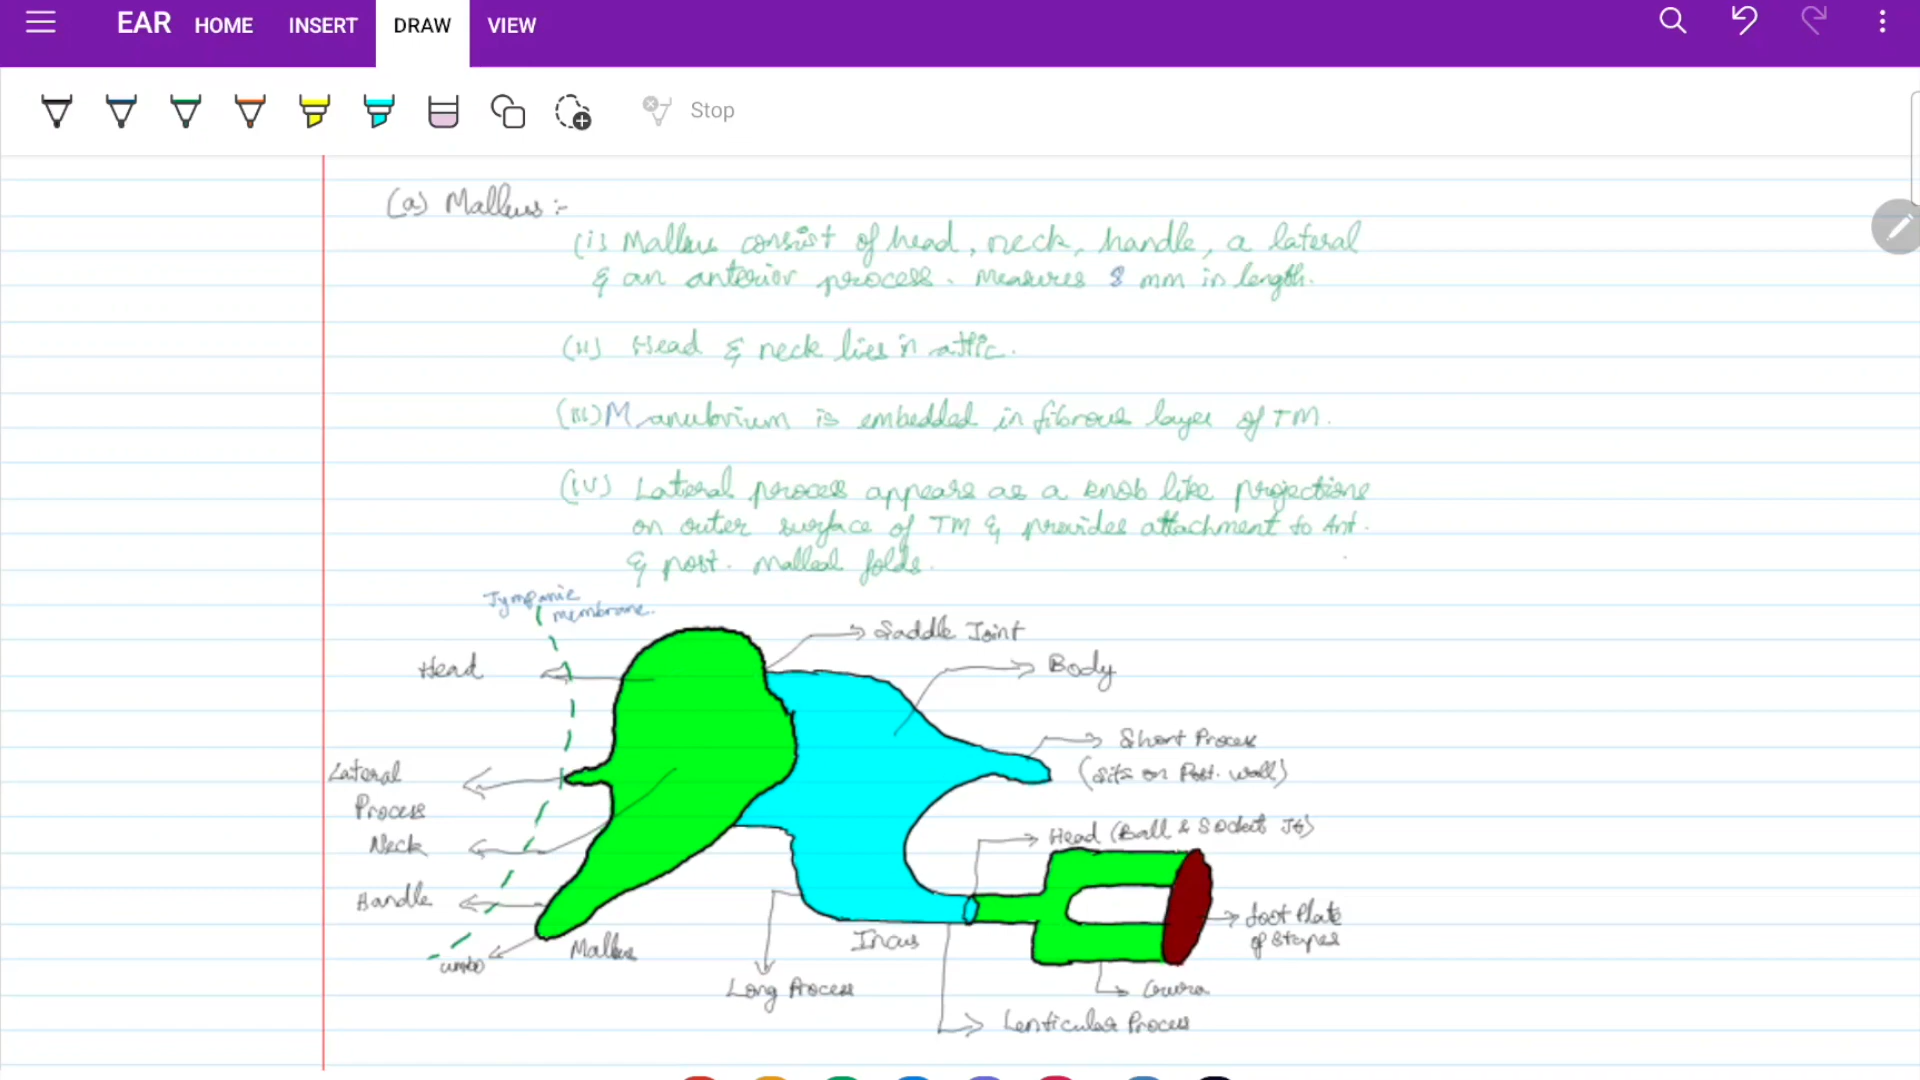 EAR HOME INSERT DRAW VIEW
Stop
(a) Malleus :-
(i) Malleus consist of head, neck, handle, a lateral
& an anterior process. Measures 8 mm in length.
(ii) Head & neck lies in attic.
(iii) Manubrium is embedded in fibrous layer of TM.
(iv) Lateral process appears as a knob like projections
on outer surface of TM & provides attachment to Ant.
& post. malleal folds.
Tympanic
membrane.
Saddle Joint
Head
Body
Short Process
(sits on Post. wall)
Lateral
Process
Head (Ball & Socket Jt)
Neck
Handle
Foot Plate
of Stapes
Incus
Malleus
umbo
Long Process
Crura
Lenticular Process